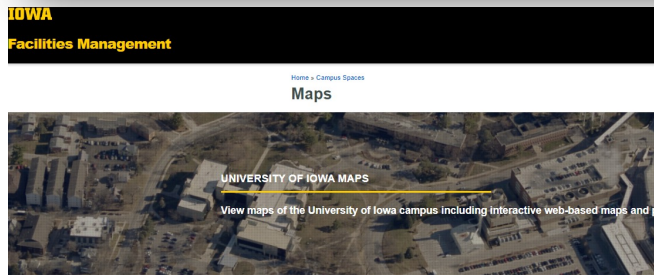 IOWA
Facilities Management
Home » Campus Spaces
Maps
UNIVERSITY OF IOWA MAPS
View maps of the University of Iowa campus including interactive web-based maps and